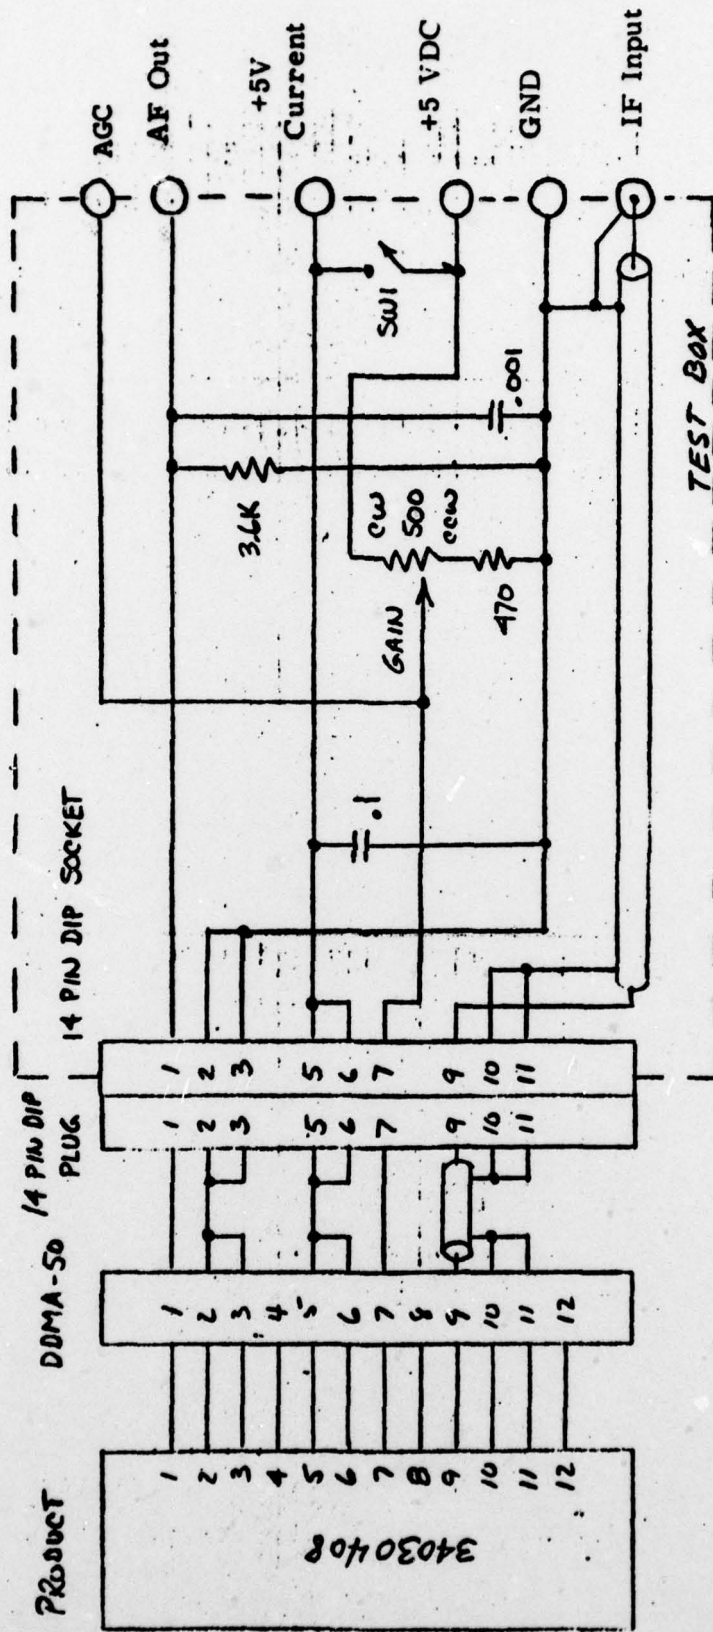 PRODUCT
34030408
1
2
3
4
5
6
7
8
9
10
11
12
DDMA-50
1
2
3
4
5
6
7
8
9
10
11
12
14 PIN DIP
PLUG
1
2
3
5
6
7
9
10
11
14 PIN DIP SOCKET
1
2
3
5
6
7
9
10
11
.1
GAIN
CW
500
CCW
470
3.6K
.001
SW1
TEST BOX
AGC
AF Out
+5V
Current
+5 VDC
GND
IF Input